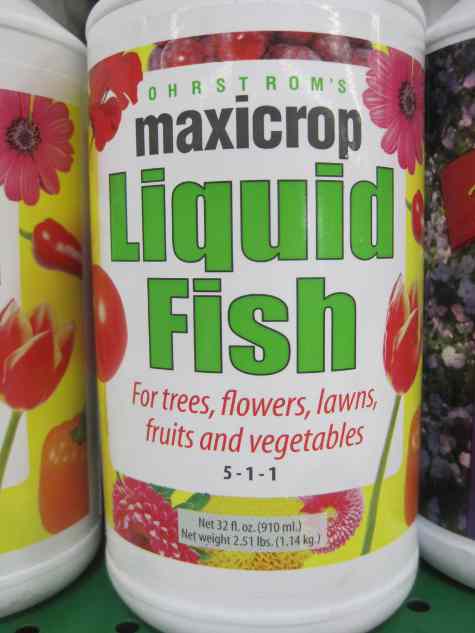 OHRSTROM'S
maxicrop
Liquid
Fish
For trees, flowers, lawns,
fruits and vegetables
5-1-1
Net 32 fl. oz. (910 ml.)
Net weight 2.51 lbs. (1.14 kg.)